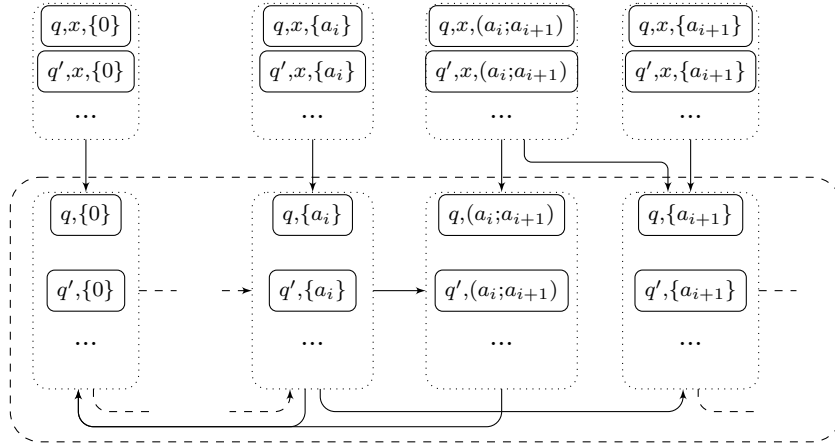 q,x,{0} q,x,{a_i} q,x,(a_i;a_{i+1}) q,x,{a_{i+1}}
q′,x,{0} q′,x,{a_i} q′,x,(a_i;a_{i+1}) q′,x,{a_{i+1}}
... ... ... ...
q,{0} q,{a_i} q,(a_i;a_{i+1}) q,{a_{i+1}}
q′,{0} q′,{a_i} q′,(a_i;a_{i+1}) q′,{a_{i+1}}
... ... ... ...